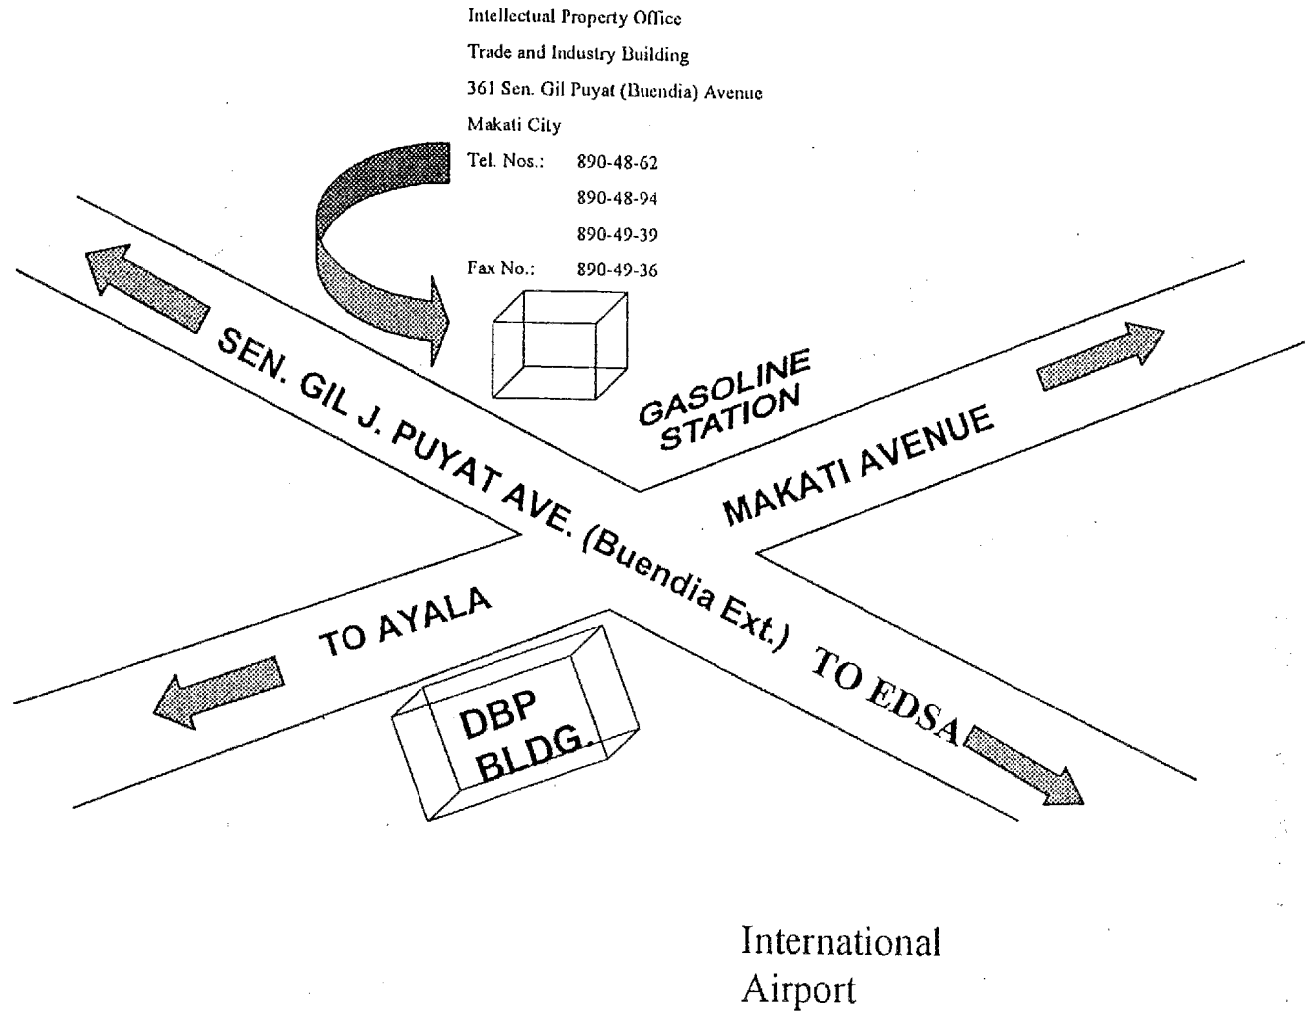 Intellectual Property Office
Trade and Industry Building
361 Sen. Gil Puyat (Buendia) Avenue
Makati City
Tel. Nos.: 890-48-62
890-48-94
890-49-39
Fax No.: 890-49-36
GASOLINE
STATION
SEN. GIL J. PUYAT AVE. (Buendia Ext.) TO EDSA
MAKATI AVENUE
TO AYALA
DBP
BLDG.
International
Airport